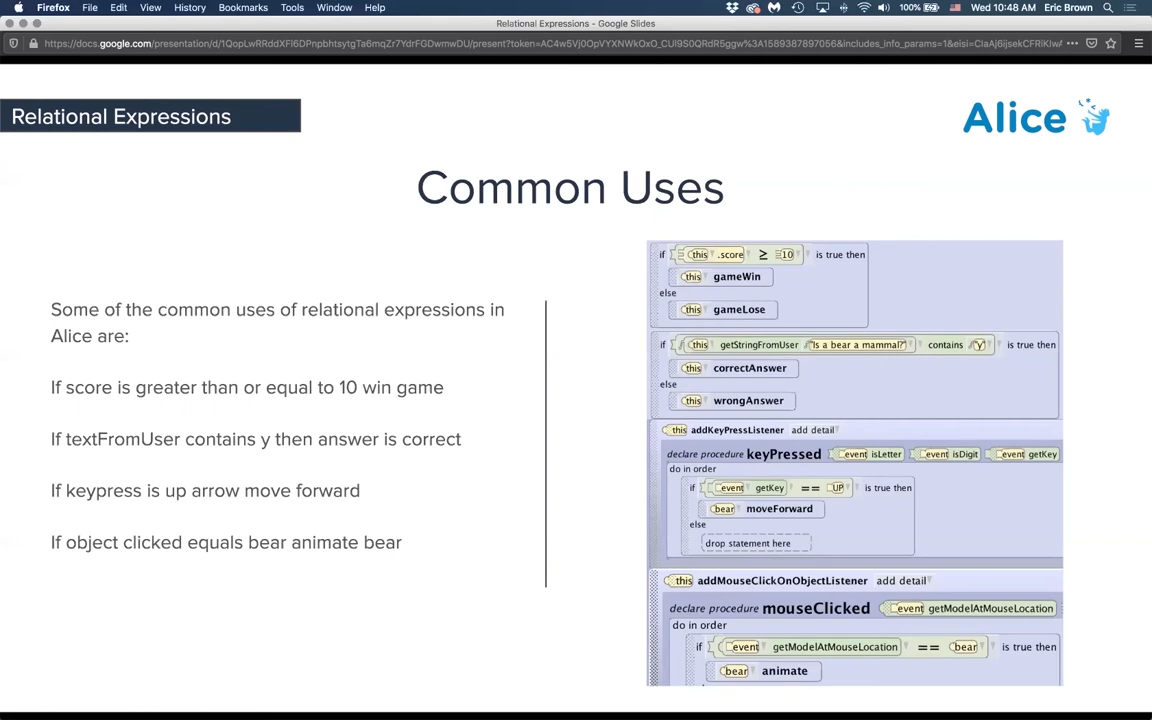 Firefox File Edit View History Bookmarks Tools Window Help 100% Wed 10:48 AM Eric Brown
Relational Expressions - Google Slides
Relational Expressions
Alice
Common Uses
Some of the common uses of relational expressions in
Alice are:
If score is greater than or equal to 10 win game
If textFromUser contains y then answer is correct
If keypress is up arrow move forward
If object clicked equals bear animate bear
if this .score ≥ 10 is true then
this gameWin
else
this gameLose
if this getStringFromUser "Is a bear a mammal?" contains "y" is true then
this correctAnswer
else
this wrongAnswer
this addKeyPressListener add detail
declare procedure keyPressed event isLetter event isDigit event getKey
do in order
if event getKey == UP is true then
bear moveForward
else
drop statement here
this addMouseClickOnObjectListener add detail
declare procedure mouseClicked event getModelAtMouseLocation
do in order
if event getModelAtMouseLocation == bear is true then
bear animate